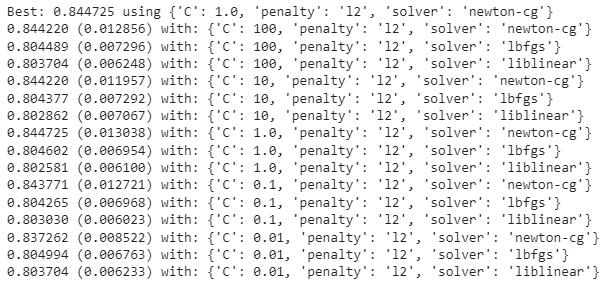 Best: 0.844725 using {'C': 1.0, 'penalty': 'l2', 'solver': 'newton-cg'}
0.844220 (0.012856) with: {'C': 100, 'penalty': 'l2', 'solver': 'newton-cg'}
0.804489 (0.007296) with: {'C': 100, 'penalty': 'l2', 'solver': 'lbfgs'}
0.803704 (0.006248) with: {'C': 100, 'penalty': 'l2', 'solver': 'liblinear'}
0.844220 (0.011957) with: {'C': 10, 'penalty': 'l2', 'solver': 'newton-cg'}
0.804377 (0.007292) with: {'C': 10, 'penalty': 'l2', 'solver': 'lbfgs'}
0.802862 (0.007067) with: {'C': 10, 'penalty': 'l2', 'solver': 'liblinear'}
0.844725 (0.013038) with: {'C': 1.0, 'penalty': 'l2', 'solver': 'newton-cg'}
0.804602 (0.006954) with: {'C': 1.0, 'penalty': 'l2', 'solver': 'lbfgs'}
0.802581 (0.006100) with: {'C': 1.0, 'penalty': 'l2', 'solver': 'liblinear'}
0.843771 (0.012721) with: {'C': 0.1, 'penalty': 'l2', 'solver': 'newton-cg'}
0.804265 (0.006968) with: {'C': 0.1, 'penalty': 'l2', 'solver': 'lbfgs'}
0.803030 (0.006023) with: {'C': 0.1, 'penalty': 'l2', 'solver': 'liblinear'}
0.837262 (0.008522) with: {'C': 0.01, 'penalty': 'l2', 'solver': 'newton-cg'}
0.804994 (0.006763) with: {'C': 0.01, 'penalty': 'l2', 'solver': 'lbfgs'}
0.803704 (0.006233) with: {'C': 0.01, 'penalty': 'l2', 'solver': 'liblinear'}